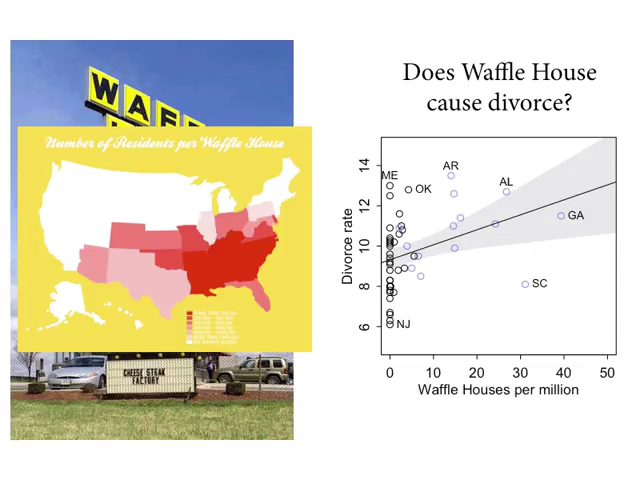 WAFF
Number of Residents per Waffle House
CHEESE STEAK
FACTORY
Does Waffle House
cause divorce?
Divorce rate
14
12
10
8
6
ME
OK
AR
AL
GA
SC
NJ
0
10
20
30
40
50
Waffle Houses per million